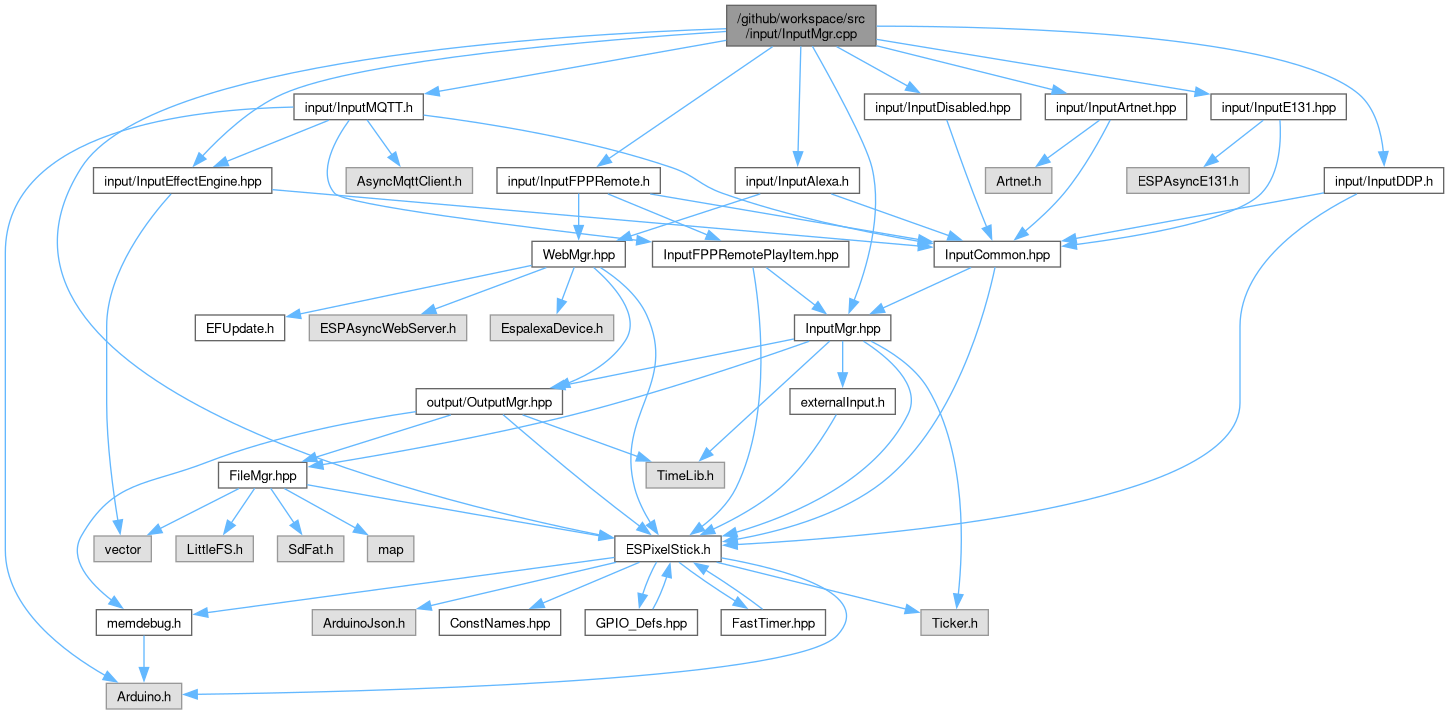 /github/workspace/src
/input/InputMgr.cpp
input/InputMQTT.h
input/InputDisabled.hpp
input/InputArtnet.hpp
input/InputE131.hpp
input/InputEffectEngine.hpp
AsyncMqttClient.h
input/InputFPPRemote.h
input/InputAlexa.h
Artnet.h
ESPAsyncE131.h
input/InputDDP.h
WebMgr.hpp
InputFPPRemotePlayItem.hpp
InputCommon.hpp
EFUpdate.h
ESPAsyncWebServer.h
EspalexaDevice.h
InputMgr.hpp
output/OutputMgr.hpp
externalInput.h
FileMgr.hpp
TimeLib.h
vector
LittleFS.h
SdFat.h
map
ESPixelStick.h
memdebug.h
ArduinoJson.h
ConstNames.hpp
GPIO_Defs.hpp
FastTimer.hpp
Ticker.h
Arduino.h